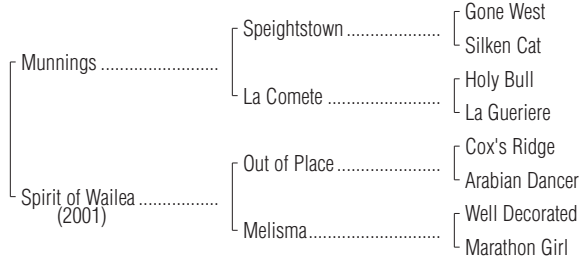 Gone West
Speightstown ....................
Silken Cat
Munnings .........................
Holy Bull
La Comete ........................
La Gueriere
Cox's Ridge
Out of Place ......................
Arabian Dancer
Spirit of Wailea .................
(2001)
Well Decorated
Melisma............................
Marathon Girl